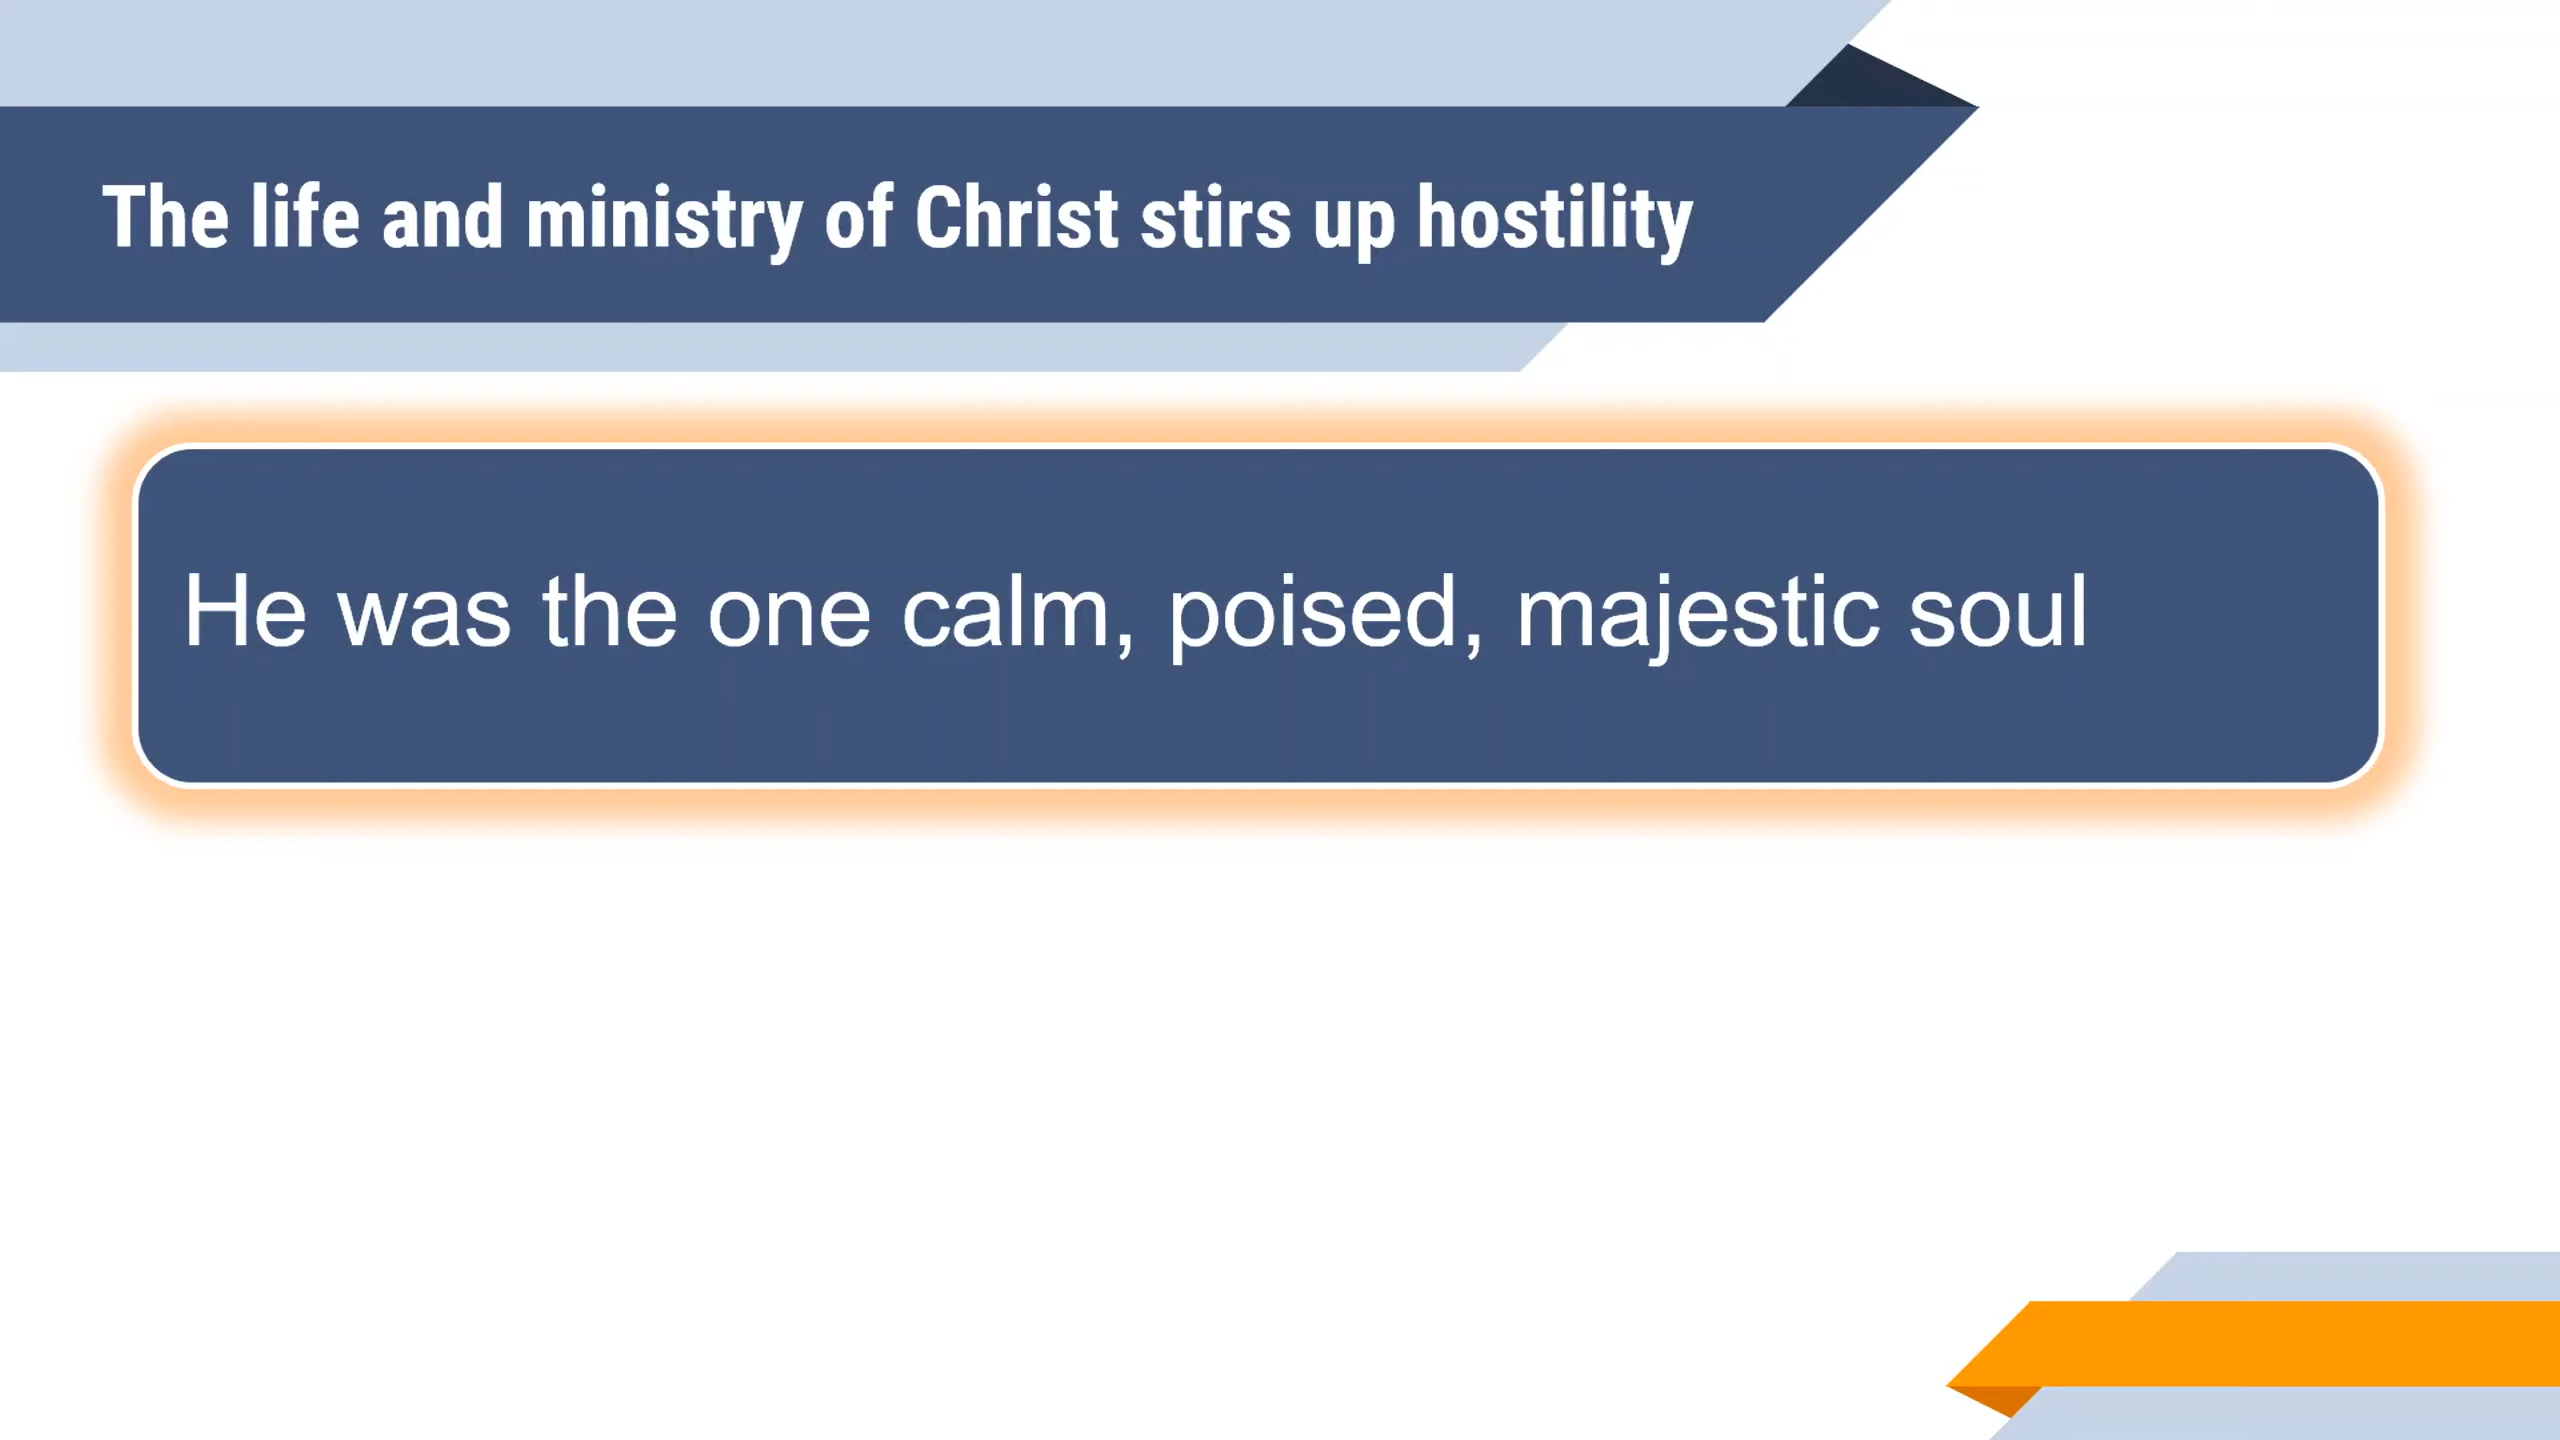 The life and ministry of Christ stirs up hostility
He was the one calm, poised, majestic soul